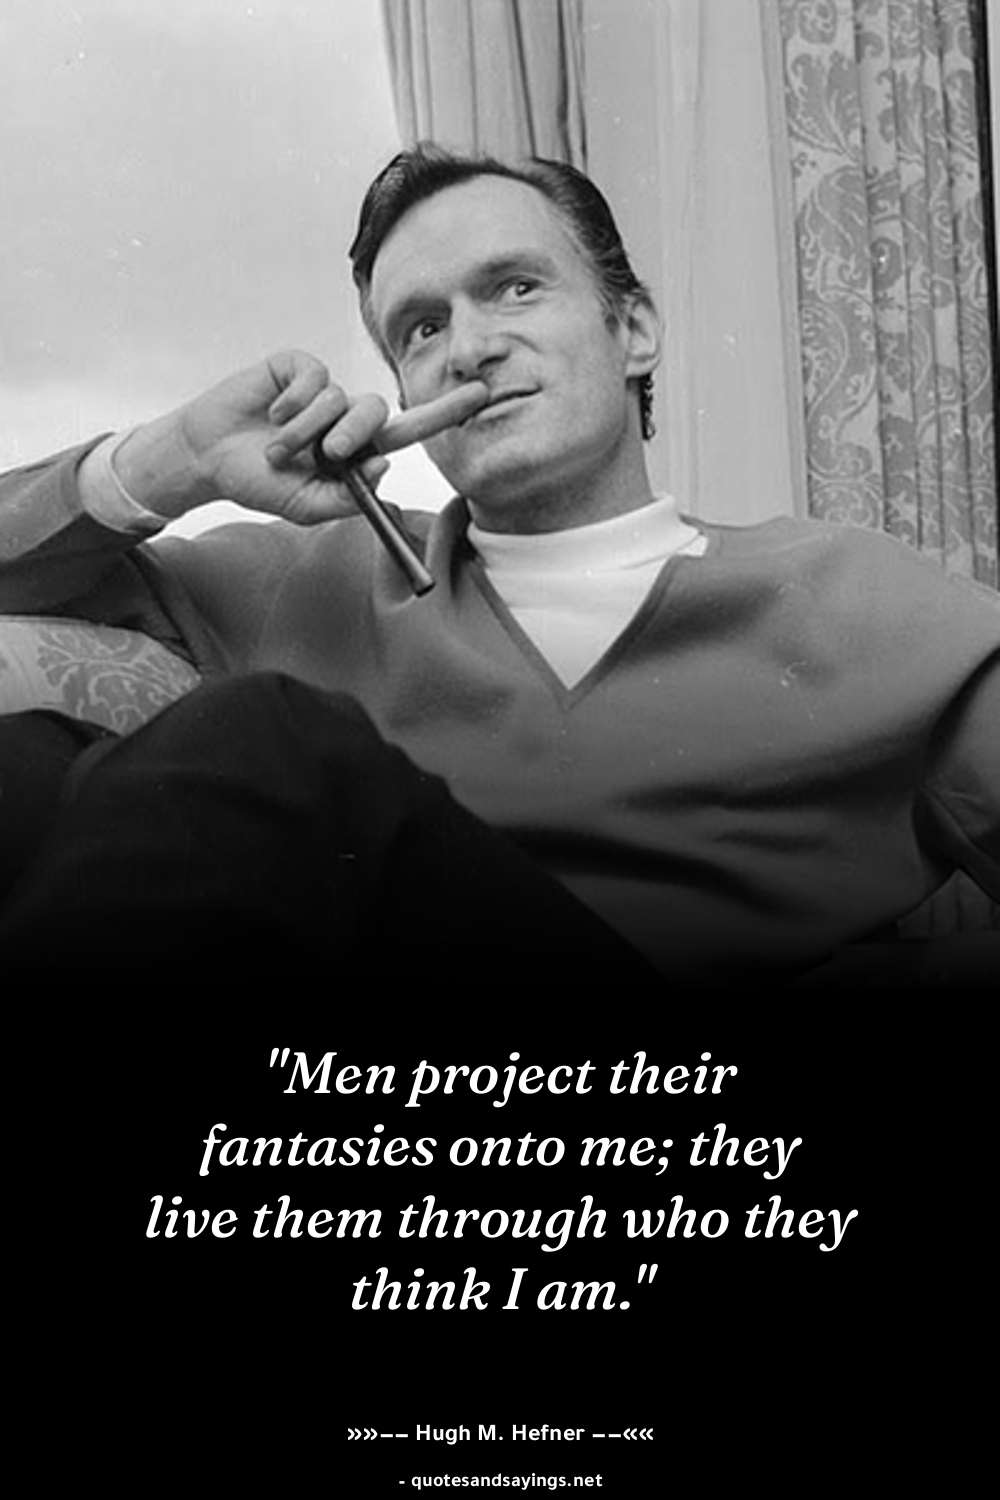 "Men project their
fantasies onto me; they
live them through who they
think I am."
»»–– Hugh M. Hefner ––««
- quotesandsayings.net